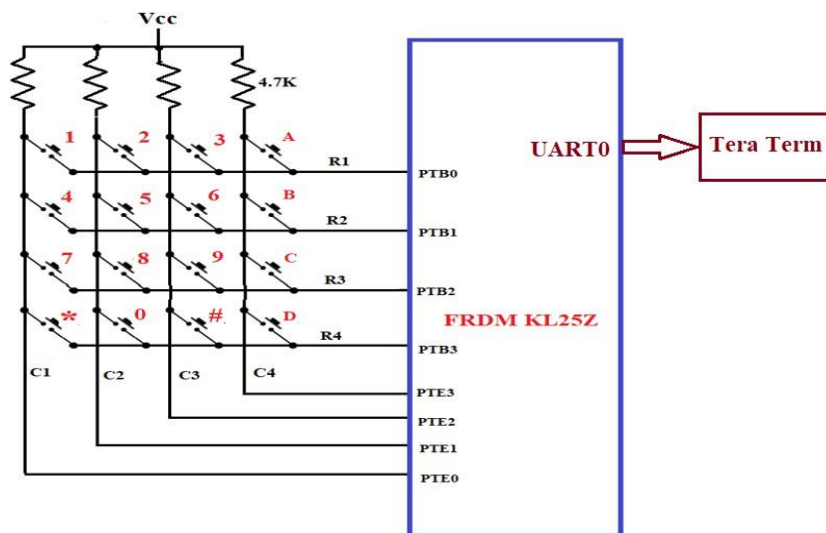 Vcc
4.7K
1 2 3 A
R1
PTB0
UART0
Tera Term
4 5 6 B
R2
PTB1
7 8 9 C
R3
PTB2
FRDM KL25Z
* 0 # D
R4
PTB3
C1 C2 C3 C4
PTE3
PTE2
PTE1
PTE0